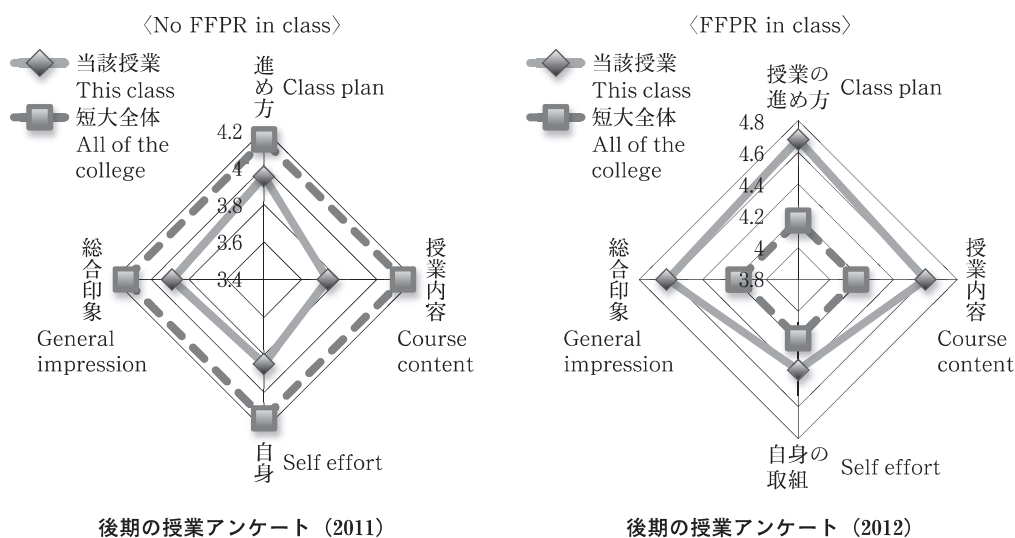 〈No FFPR in class〉
当該授業
This class
短大全体
All of the
college
進め方
Class plan
4.2
4
3.8
3.6
3.4
総合印象
General
impression
授業内容
Course
content
自身
Self effort
後期の授業アンケート（2011）
〈FFPR in class〉
当該授業
This class
短大全体
All of the
college
授業の
進め方
Class plan
4.8
4.6
4.4
4.2
4
3.8
総合印象
General
impression
授業内容
Course
content
自身の
取組
Self effort
後期の授業アンケート（2012）